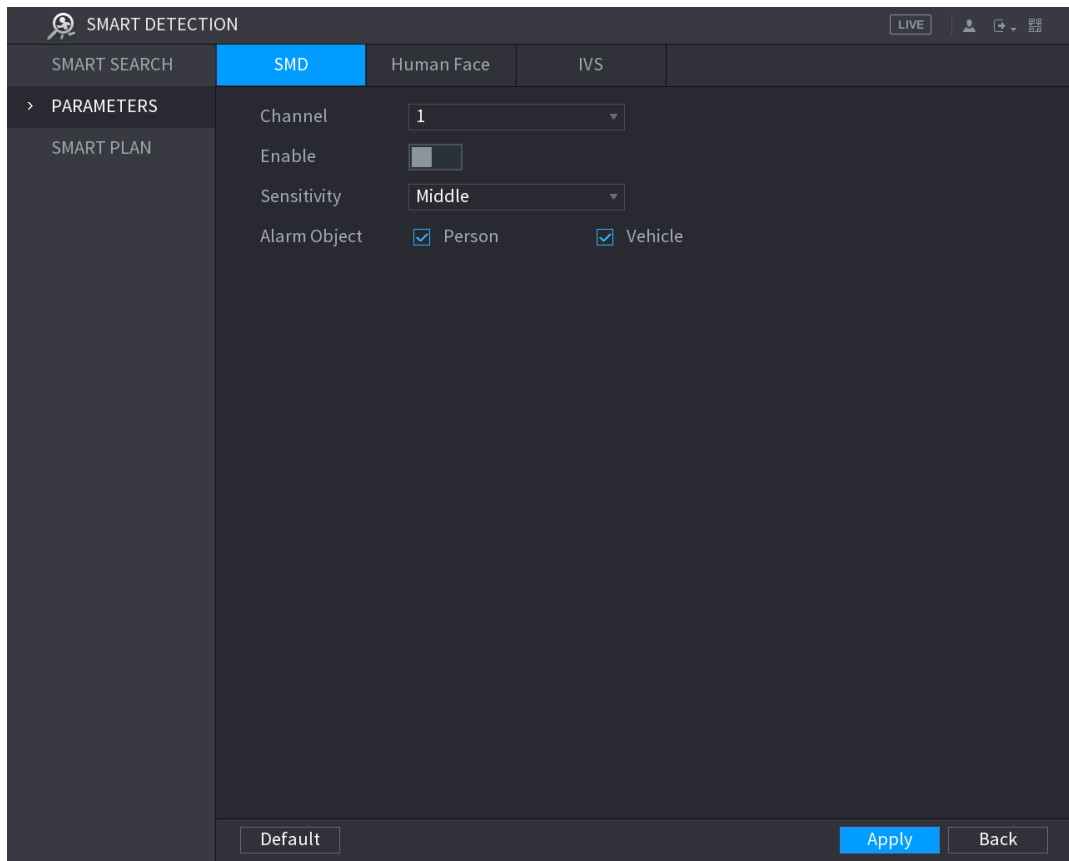 SMART DETECTION
LIVE
SMART SEARCH
PARAMETERS
SMART PLAN
SMD Human Face IVS
Channel 1
Enable
Sensitivity Middle
Alarm Object Person Vehicle
Default Apply Back